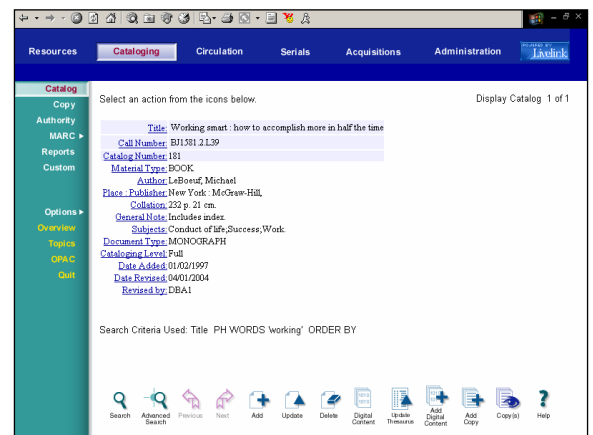 Resources Cataloging Circulation Serials Acquisitions Administration POWERED BY Livelink
Catalog
Copy
Authority
MARC
Reports
Custom
Options
Overview
Topics
OPAC
Quit
Select an action from the icons below. Display Catalog 1 of 1
Title: Working smart : how to accomplish more in half the time
Call Number: BJ1581.2.L39
Catalog Number: 181
Material Type: BOOK
Author: LeBoeuf, Michael
Place : Publisher: New York : McGraw-Hill,
Collation: 232 p. 21 cm.
General Note: Includes index.
Subjects: Conduct of life;Success;Work.
Document Type: MONOGRAPH
Cataloging Level: Full
Date Added: 01/02/1997
Date Revised: 04/01/2004
Revised by: DBA1
Search Criteria Used: Title PH WORDS 'working' ORDER BY
Search Advanced Search Previous Next Add Update Delete Digital Content Update Thesaurus Add Digital Content Add Copy Copy(s) Help